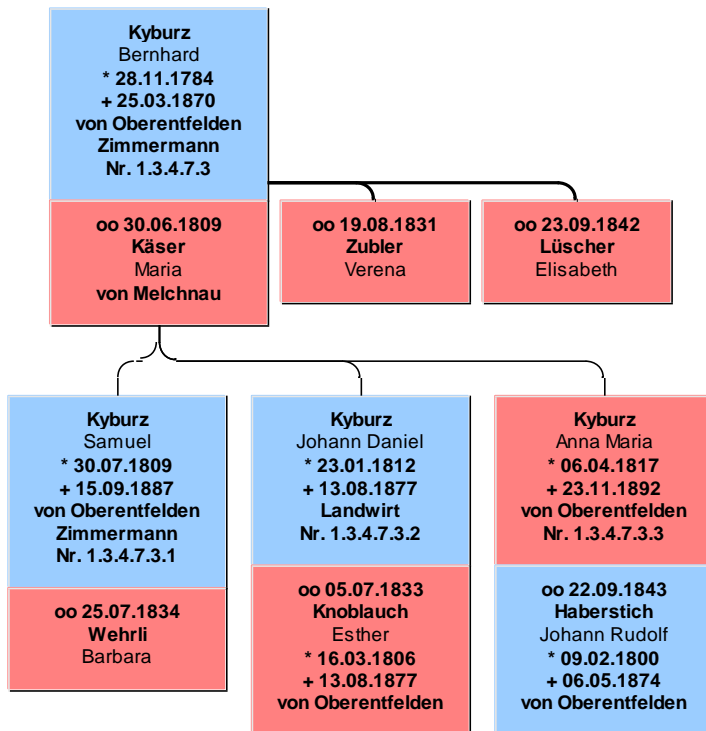 Kyburz
Bernhard
* 28.11.1784
+ 25.03.1870
von Oberentfelden
Zimmermann
Nr. 1.3.4.7.3
oo 30.06.1809
Käser
Maria
von Melchnau
oo 19.08.1831
Zubler
Verena
oo 23.09.1842
Lüscher
Elisabeth
Kyburz
Samuel
* 30.07.1809
+ 15.09.1887
von Oberentfelden
Zimmermann
Nr. 1.3.4.7.3.1
oo 25.07.1834
Wehrli
Barbara
Kyburz
Johann Daniel
* 23.01.1812
+ 13.08.1877
Landwirt
Nr. 1.3.4.7.3.2
oo 05.07.1833
Knoblauch
Esther
* 16.03.1806
+ 13.08.1877
von Oberentfelden
Kyburz
Anna Maria
* 06.04.1817
+ 23.11.1892
von Oberentfelden
Nr. 1.3.4.7.3.3
oo 22.09.1843
Haberstich
Johann Rudolf
* 09.02.1800
+ 06.05.1874
von Oberentfelden